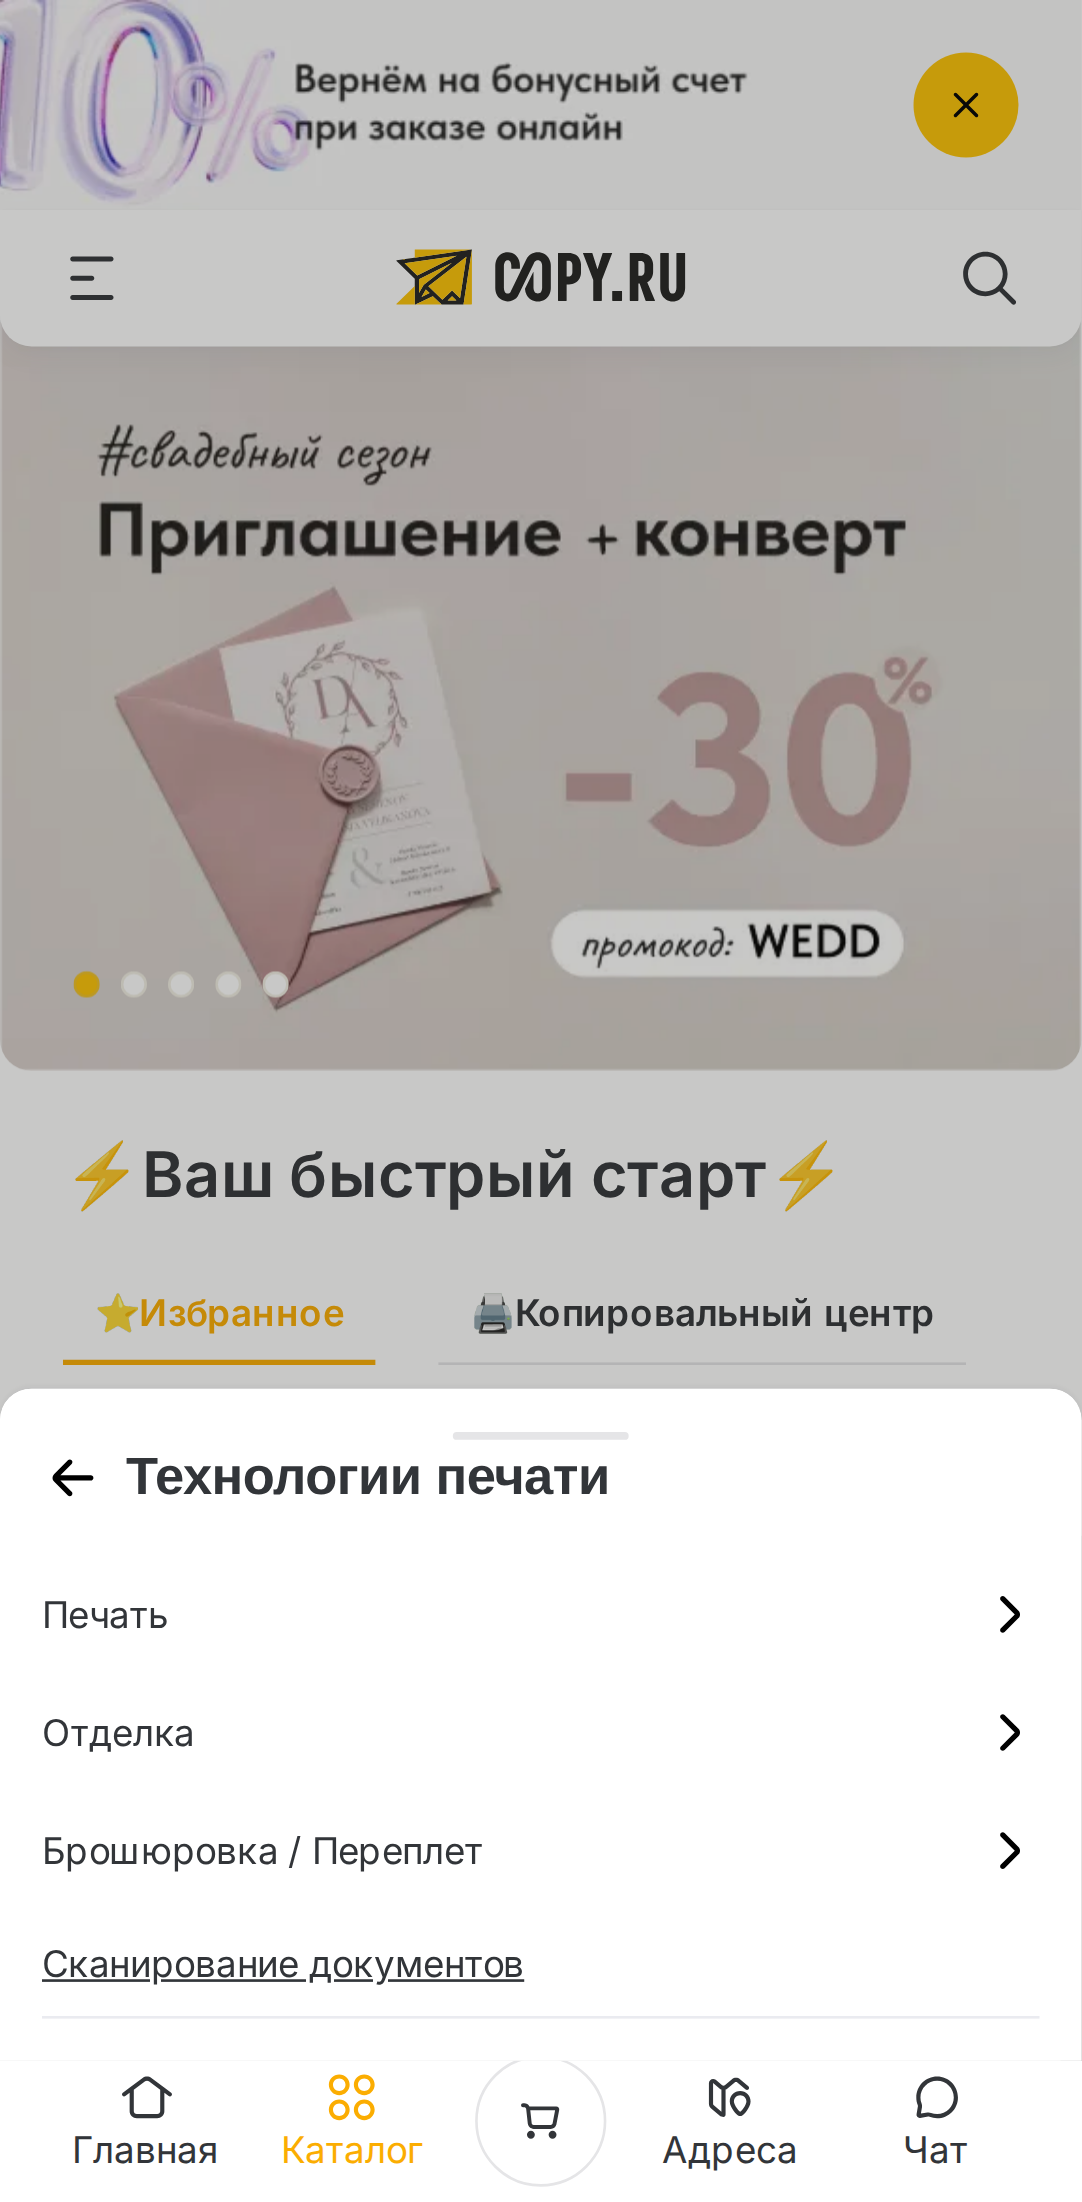 10%
Вернём на бонусный счет
при заказе онлайн
COPY.RU
#свадебный сезон
Приглашение + конверт
DA
&
-30%
промокод: WEDD
⚡Ваш быстрый старт⚡
⭐Избранное
🖨️Копировальный центр
Технологии печати
Печать
Отделка
Брошюровка / Переплет
Сканирование документов
Главная
Каталог
Адреса
Чат